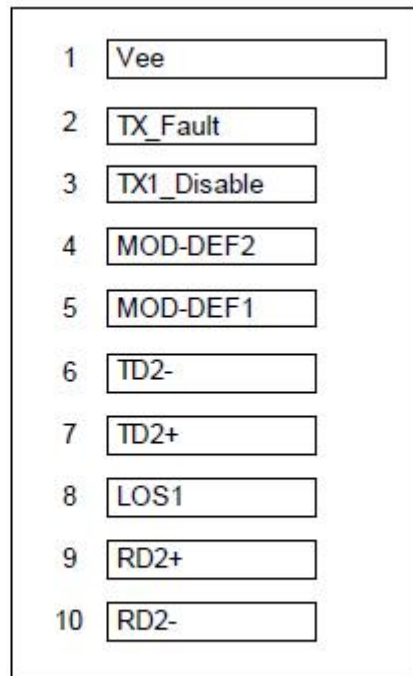 1 Vee
2 TX_Fault
3 TX1_Disable
4 MOD-DEF2
5 MOD-DEF1
6 TD2-
7 TD2+
8 LOS1
9 RD2+
10 RD2-